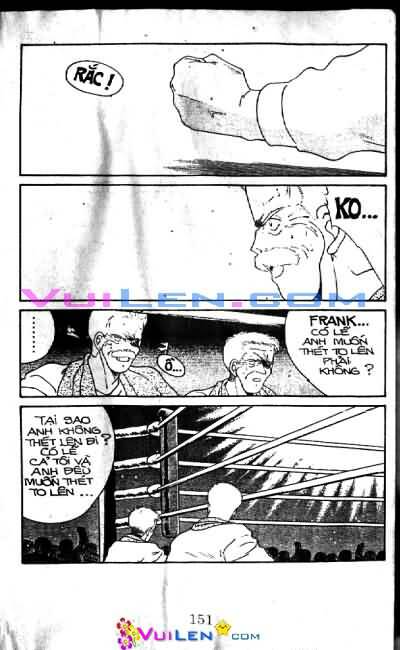 RẮC!
KO...
VuiLen.com
FRANK...
CÓ LẼ
ANH MUỐN
THÉT TO LÊN
PHẢI
KHÔNG?
......
Ồ...
TẠI SAO
ANH KHÔNG
THÉT LÊN ĐI?
CÓ LẼ
CẢ TÔI VÀ
ANH ĐỀU
MUỐN THÉT
TO LÊN...
151
VuiLen.com